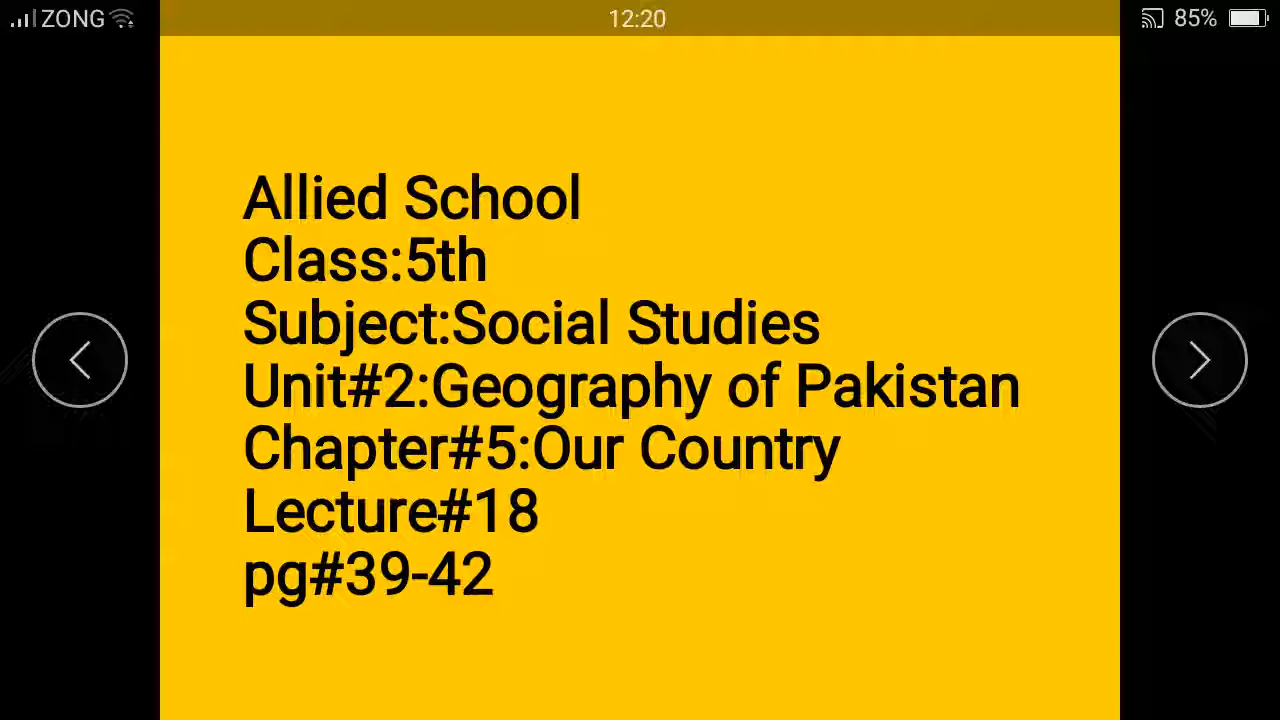 ZONG 12:20 85%
Allied School
Class:5th
Subject:Social Studies
Unit#2:Geography of Pakistan
Chapter#5:Our Country
Lecture#18
pg#39-42